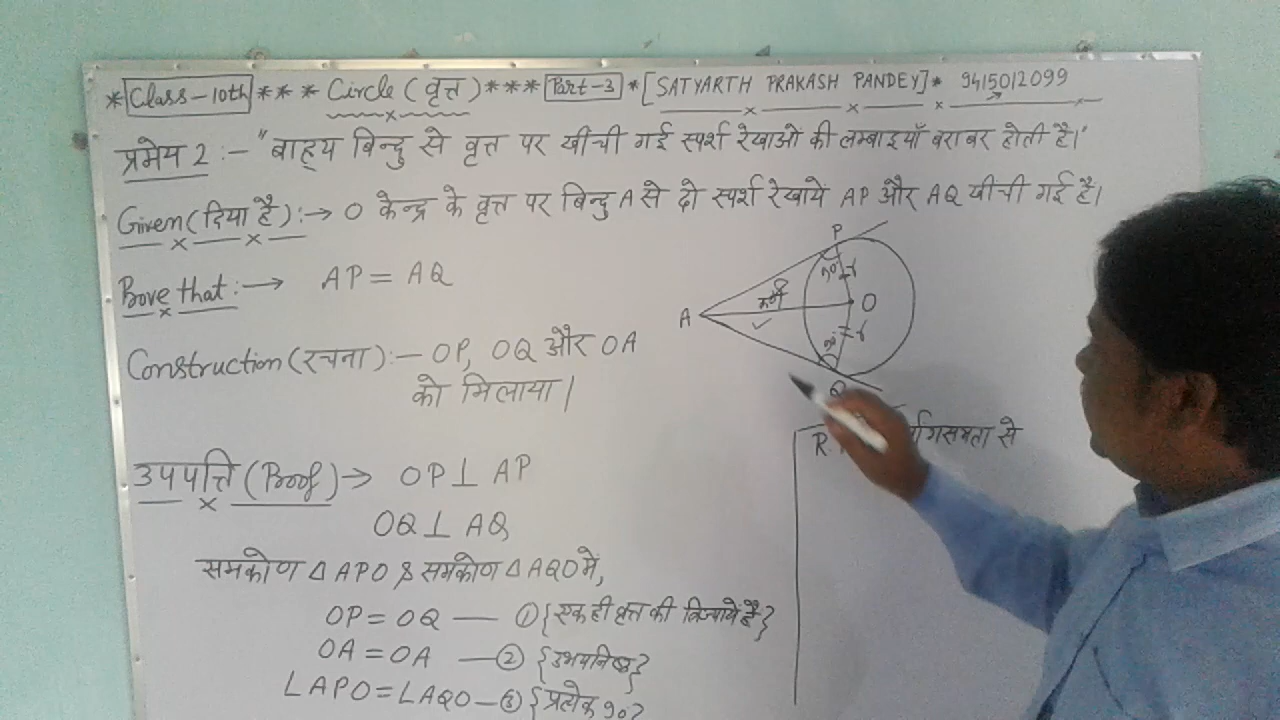 *Class-10th*** Circle (वृत्त)*** Part-3 *[SATYARTH PRAKASH PANDEY]* 9415012099
प्रमेय 2:- "बाह्य बिन्दु से वृत्त पर खींची गई स्पर्श रेखाओं की लम्बाइयाँ बराबर होती है।"
Given(दिया है):→ O केन्द्र के वृत्त पर बिन्दु A से दो स्पर्श रेखाये AP और AQ खीची गई है।
Prove that:→ AP = AQ
Construction(रचना):- OP, OQ और OA
को मिलाया।
उपपत्ति (Proof)→ OP⊥ AP
OQ⊥ AQ
समकोण △APO & समकोण △AQO में,
OP = OQ — ① {एक ही वृत्त की त्रिज्याये है}
OA = OA — ② {उभयनिष्ठ}
∠APO = ∠AQO — ③ {प्रत्येक 90°}
P
90°
r
A
कर्ण
O
r
90°
Q
R. से